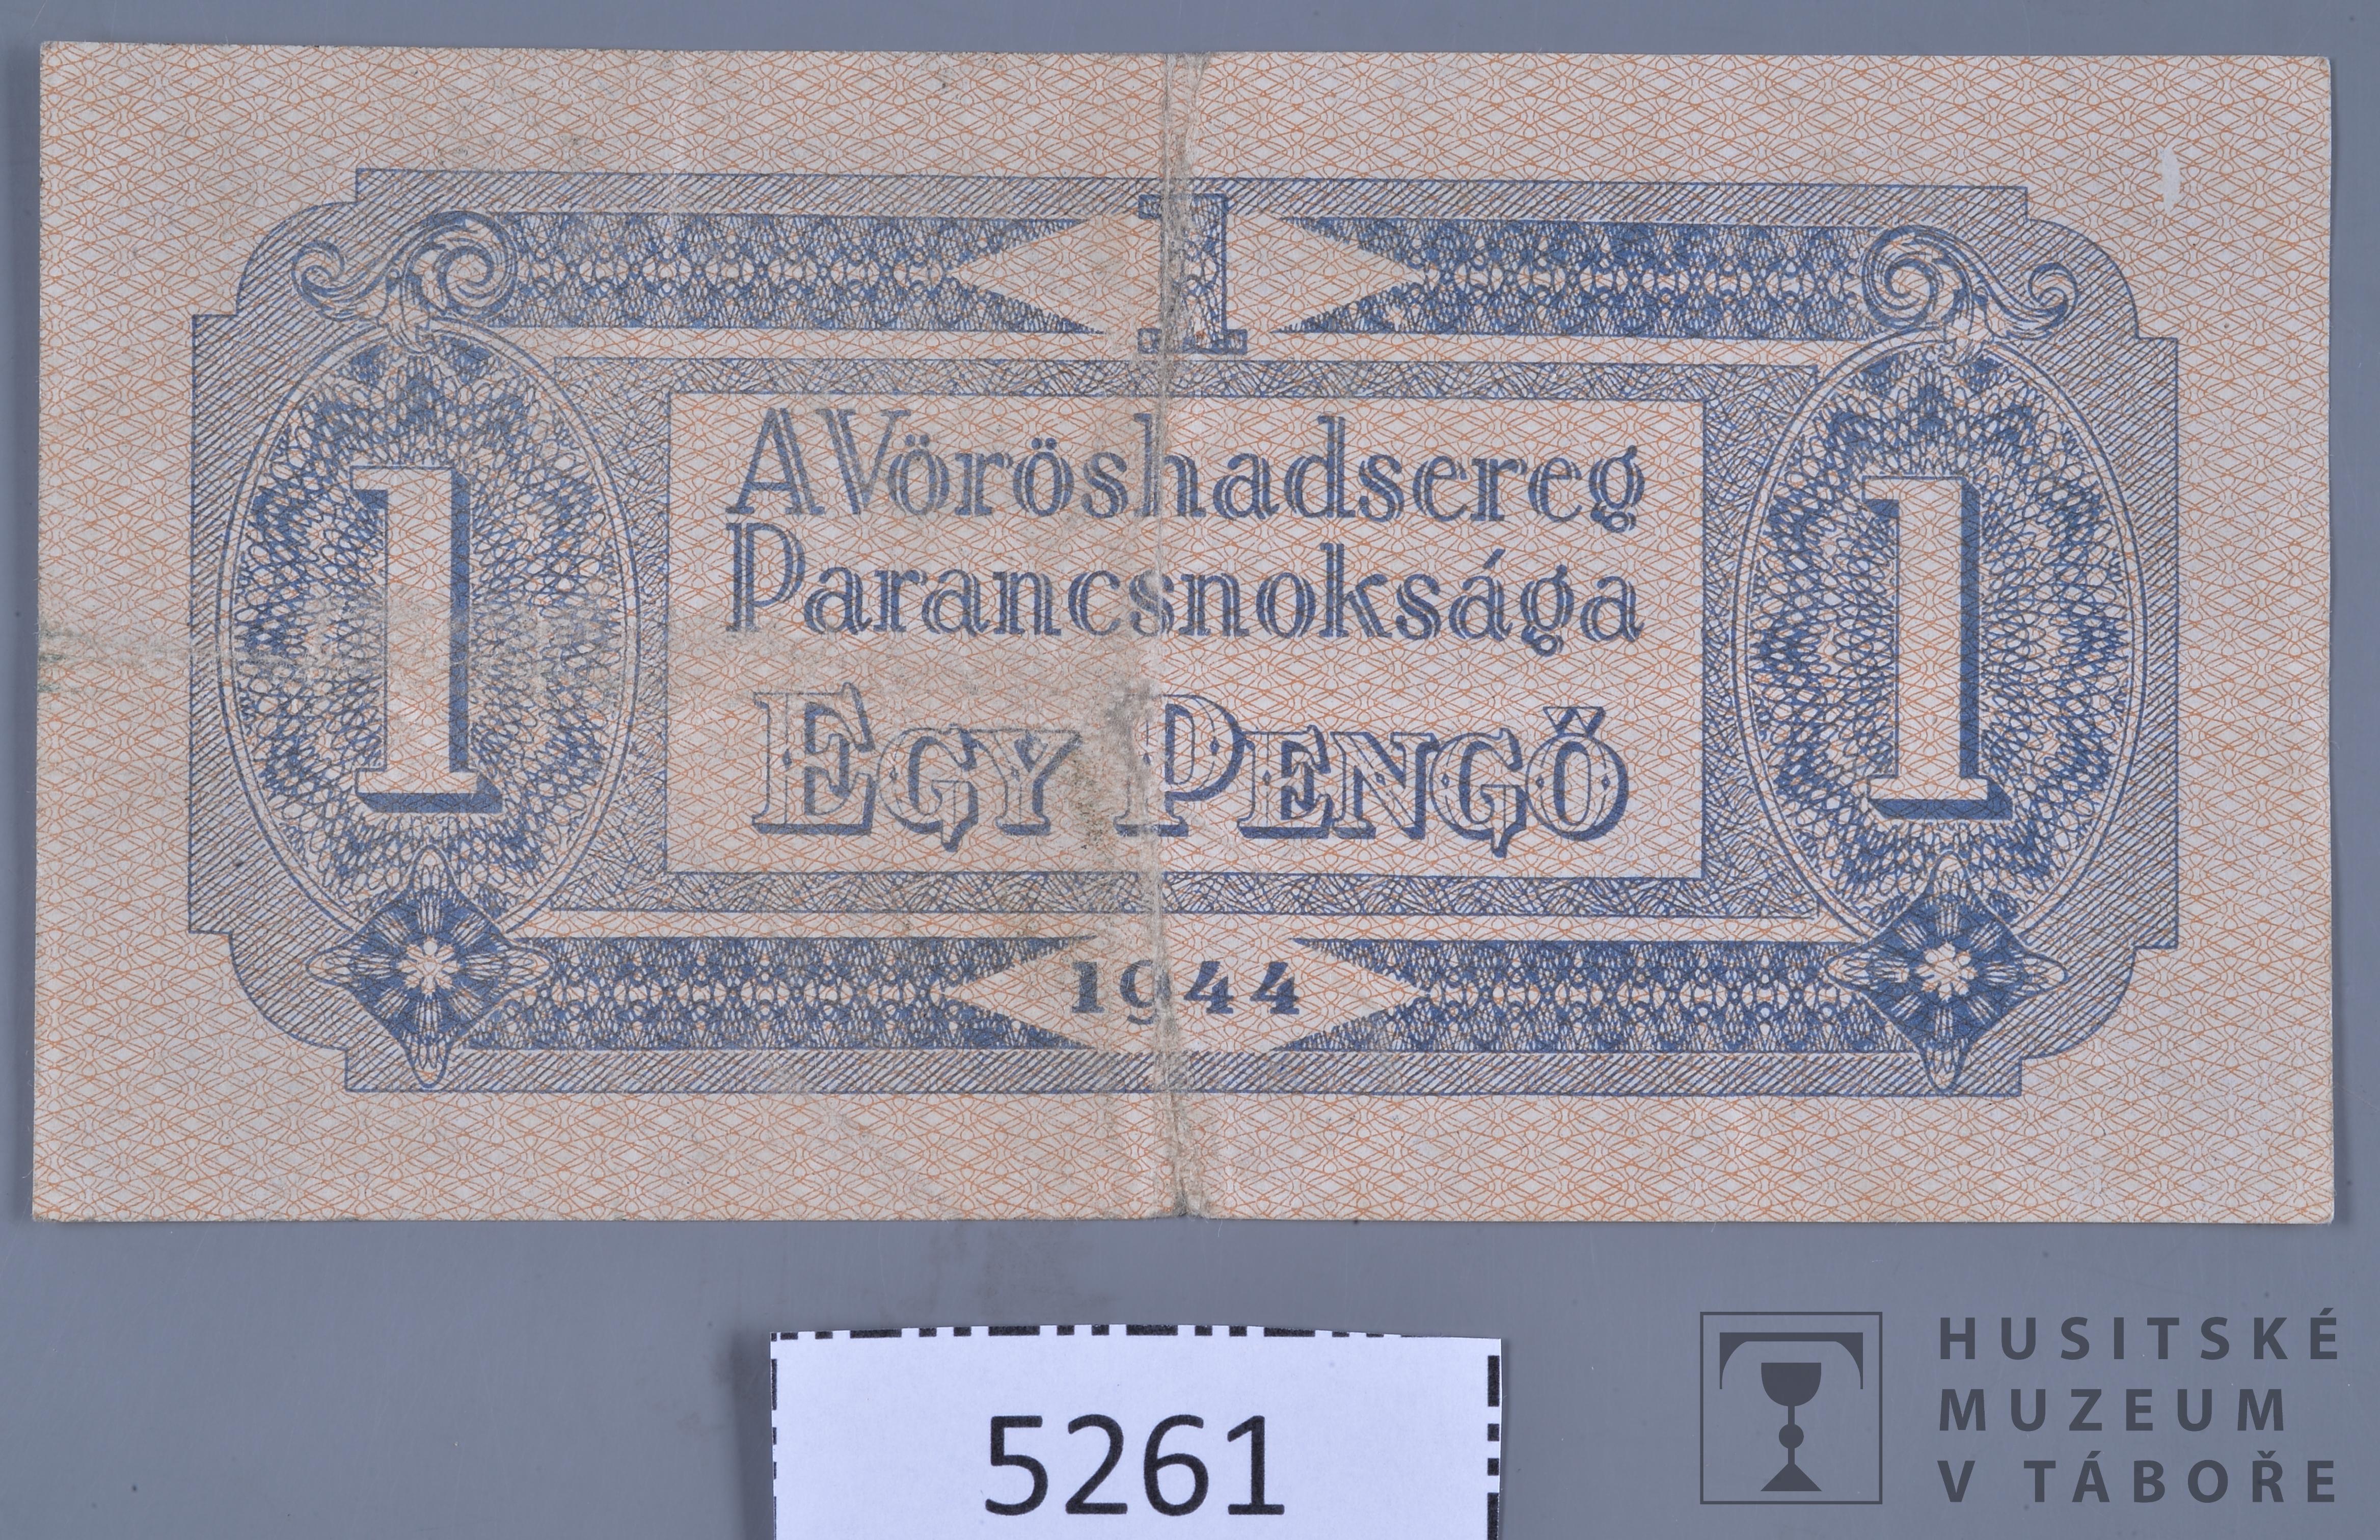 1
A Vöröshadsereg
Parancsnoksága
1
1
EGY PENGŐ
1944
5261
HUSITSKÉ
MUZEUM
V TÁBOŘE